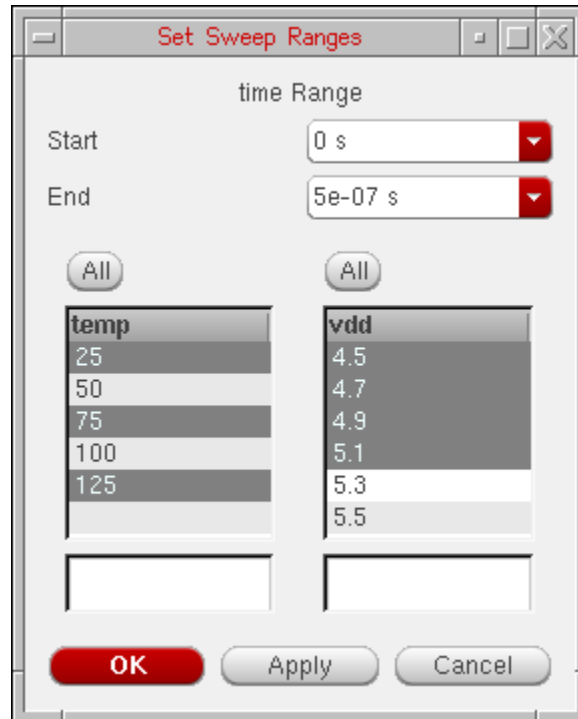 Set Sweep Ranges
time Range
Start 0 s
End 5e-07 s
All All
temp vdd
25 4.5
50 4.7
75 4.9
100 5.1
125 5.3
5.5
OK Apply Cancel